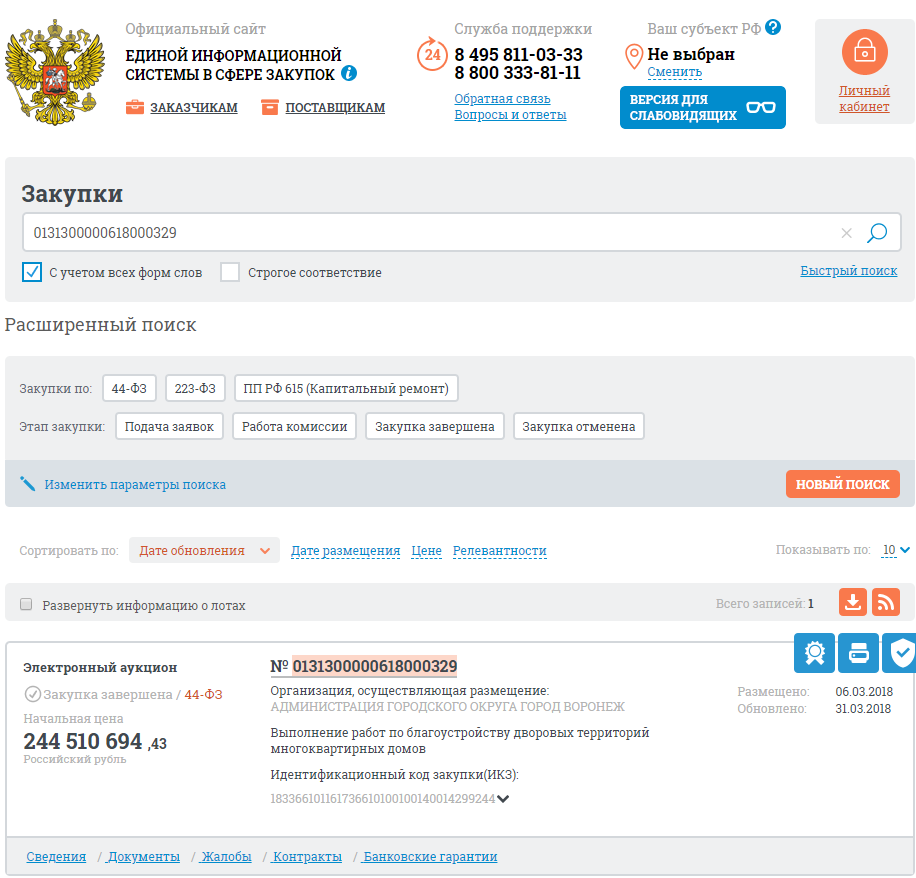 Официальный сайт
ЕДИНОЙ ИНФОРМАЦИОННОЙ
СИСТЕМЫ В СФЕРЕ ЗАКУПОК
ЗАКАЗЧИКАМ
ПОСТАВЩИКАМ
Служба поддержки
24
8 495 811-03-33
8 800 333-81-11
Обратная связь
Вопросы и ответы
Ваш субъект РФ ?
Не выбран
Сменить
ВЕРСИЯ ДЛЯ
СЛАБОВИДЯЩИХ
Личный
кабинет
Закупки
0131300000618000329
С учетом всех форм слов
Строгое соответствие
Быстрый поиск
Расширенный поиск
Закупки по: 44-ФЗ 223-ФЗ ПП РФ 615 (Капитальный ремонт)
Этап закупки: Подача заявок Работа комиссии Закупка завершена Закупка отменена
Изменить параметры поиска
НОВЫЙ ПОИСК
Сортировать по: Дате обновления Дате размещения Цене Релевантности
Показывать по: 10
Развернуть информацию о лотах
Всего записей: 1
Электронный аукцион
Закупка завершена / 44-ФЗ
Начальная цена
244 510 694 ,43
Российский рубль
№ 0131300000618000329
Организация, осуществляющая размещение:
АДМИНИСТРАЦИЯ ГОРОДСКОГО ОКРУГА ГОРОД ВОРОНЕЖ
Выполнение работ по благоустройству дворовых территорий
многоквартирных домов
Идентификационный код закупки(ИКЗ):
183366101161736610100100140014299244
Размещено: 06.03.2018
Обновлено: 31.03.2018
Сведения / Документы / Жалобы / Контракты / Банковские гарантии